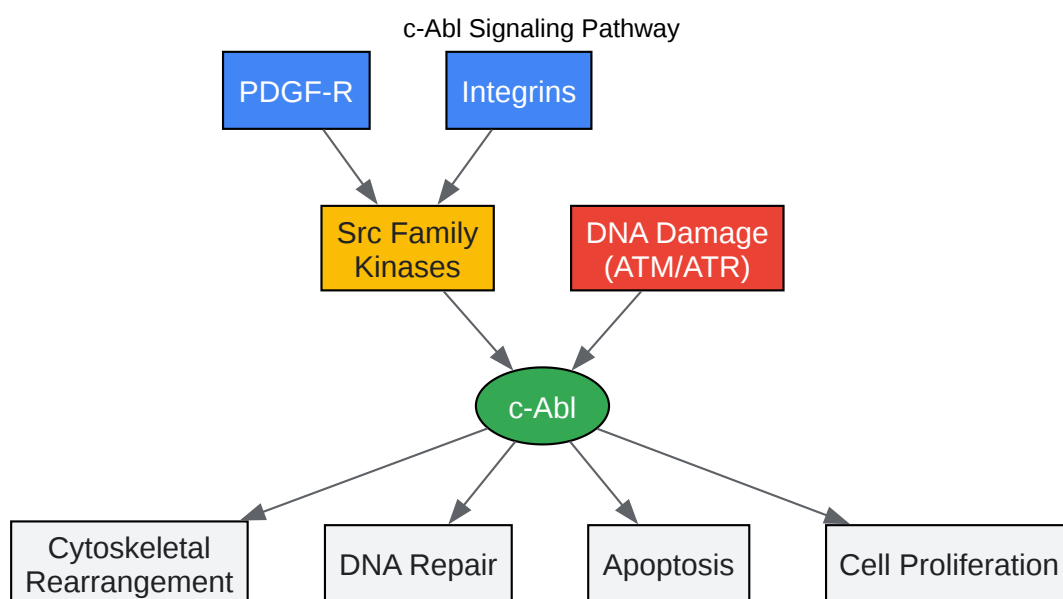 c-Abl Signaling Pathway
PDGF-R
Integrins
Src Family
Kinases
DNA Damage
(ATM/ATR)
c-Abl
Cytoskeletal
Rearrangement
DNA Repair
Apoptosis
Cell Proliferation